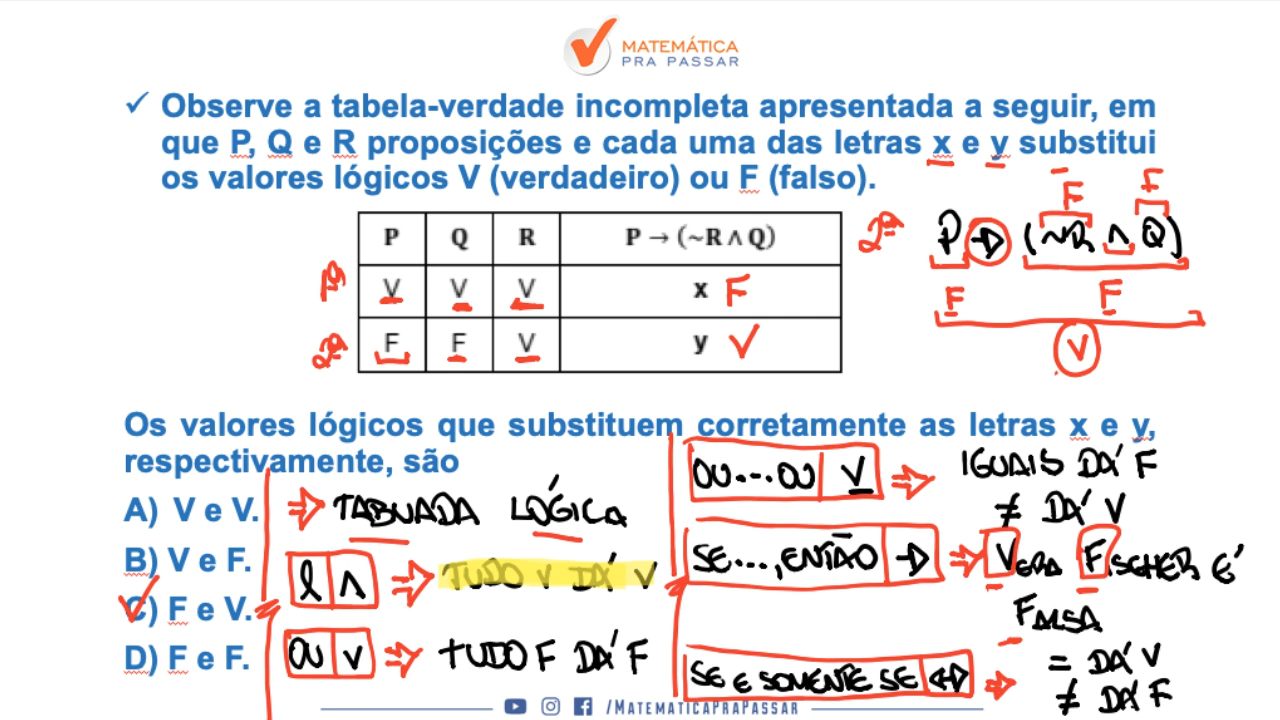 MATEMÁTICA
PRA PASSAR
✓ Observe a tabela-verdade incompleta apresentada a seguir, em
que P, Q e R proposições e cada uma das letras x e y substitui
os valores lógicos V (verdadeiro) ou F (falso).
P Q R P → (~R ∧ Q)
1ª V V V x F
2ª F F V y V
F F
2ª P → (~R ∧ Q)
F F
V
Os valores lógicos que substituem corretamente as letras x e y,
respectivamente, são
A) V e V.
B) V e F.
C) F e V.
D) F e F.
⇒ TABUADA LÓGICA
e ∧ ⇒ TUDO V DÁ V
OU v ⇒ TUDO F DÁ F
OU...OU V ⇒ IGUAIS DÁ F
≠ DÁ V
SE..., ENTÃO → ⇒ VERA FISCHER É
FALSA
SE E SOMENTE SE ↔ ⇒ = DÁ V
≠ DÁ F
/MATEMATICAPRAPASSAR